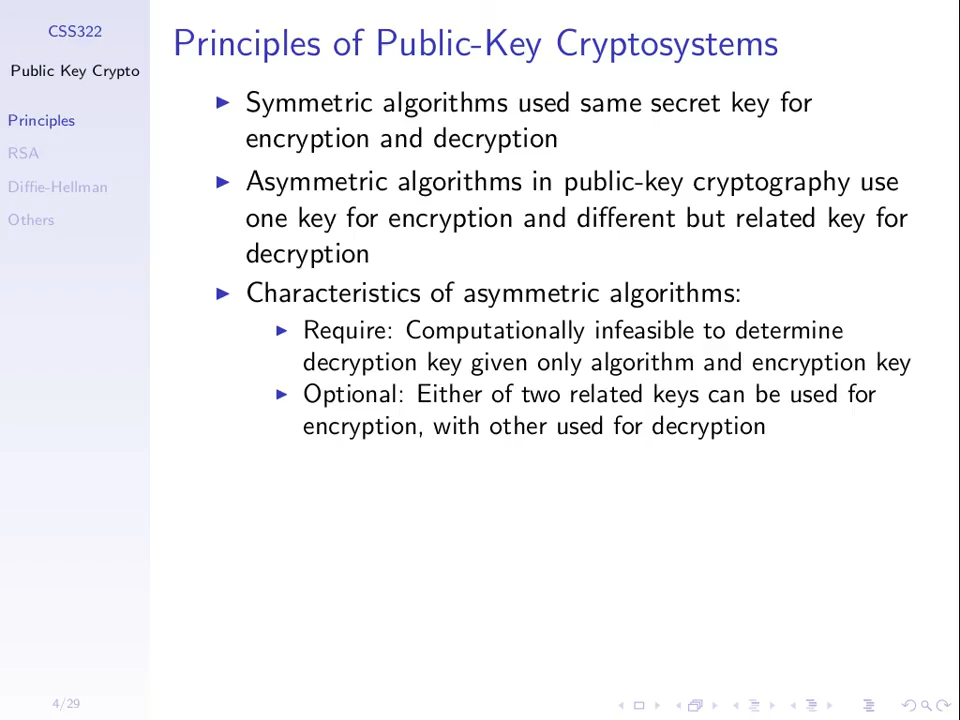 CSS322
Public Key Crypto
Principles
RSA
Diffie-Hellman
Others
Principles of Public-Key Cryptosystems
Symmetric algorithms used same secret key for
encryption and decryption
Asymmetric algorithms in public-key cryptography use
one key for encryption and different but related key for
decryption
Characteristics of asymmetric algorithms:
Require: Computationally infeasible to determine
decryption key given only algorithm and encryption key
Optional: Either of two related keys can be used for
encryption, with other used for decryption
4/29